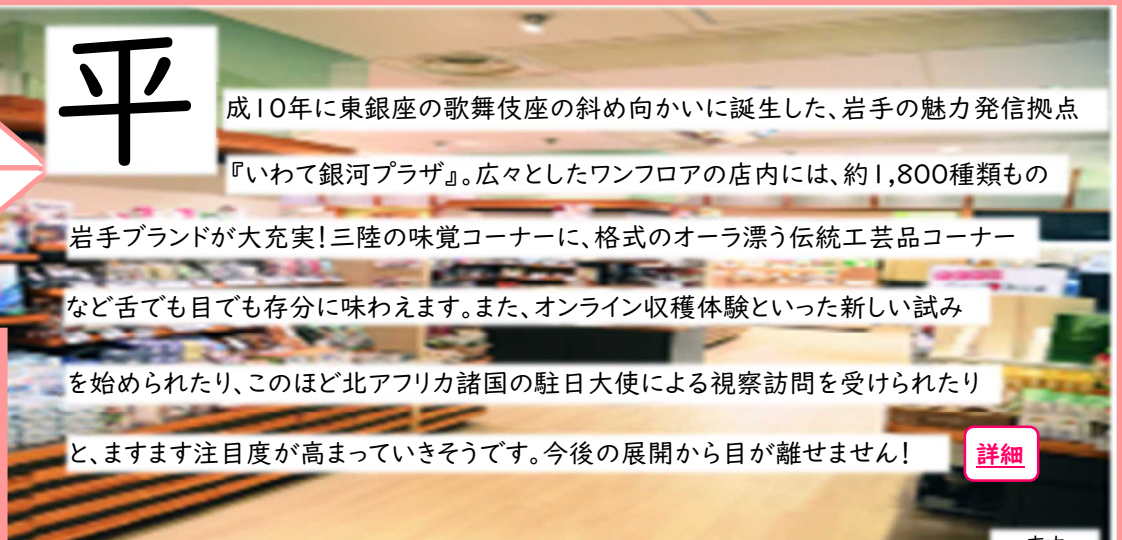 平
成10年に東銀座の歌舞伎座の斜め向かいに誕生した、岩手の魅力発信拠点
『いわて銀河プラザ』。広々としたワンフロアの店内には、約1,800種類もの
岩手ブランドが大充実！三陸の味覚コーナーに、格式のオーラ漂う伝統工芸品コーナー
など舌でも目でも存分に味わえます。また、オンライン収穫体験といった新しい試み
を始められたり、このほど北アフリカ諸国の駐日大使による視察訪問を受けられたり
と、ますます注目度が高まっていきそうです。今後の展開から目が離せません！
詳細